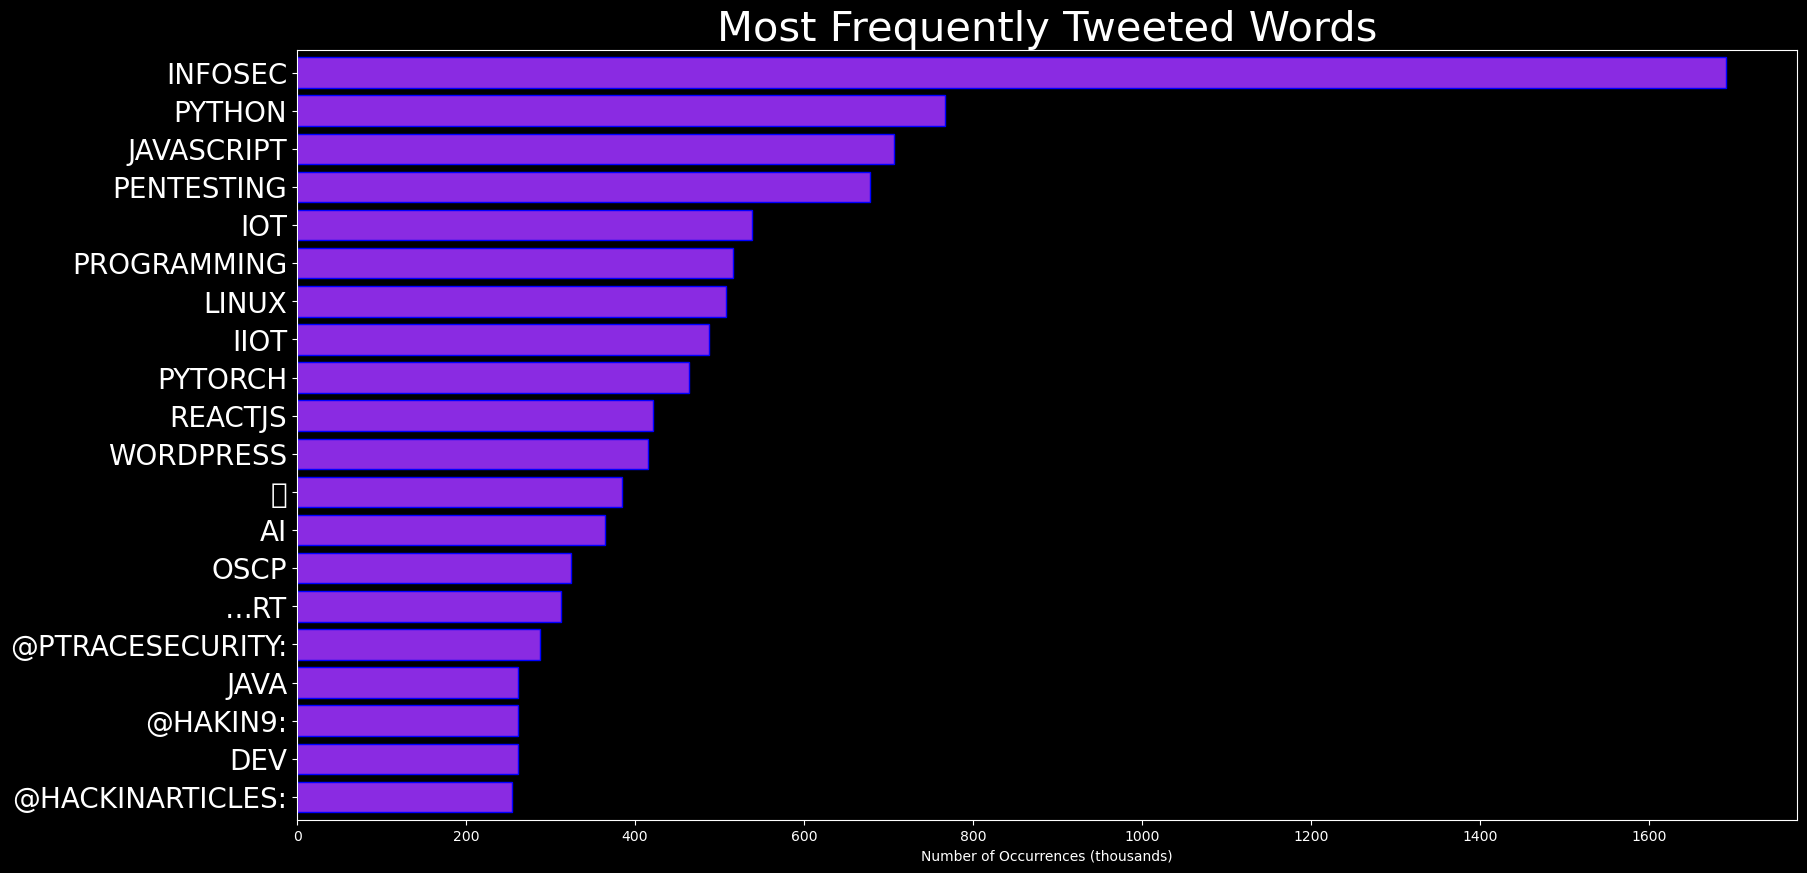 Most Frequently Tweeted Words
INFOSEC
PYTHON
JAVASCRIPT
PENTESTING
IOT
PROGRAMMING
LINUX
IIOT
PYTORCH
REACTJS
WORDPRESS
AI
OSCP
...RT
@PTRACESECURITY:
JAVA
@HAKIN9:
DEV
@HACKINARTICLES:
0 200 400 600 800 1000 1200 1400 1600
Number of Occurrences (thousands)